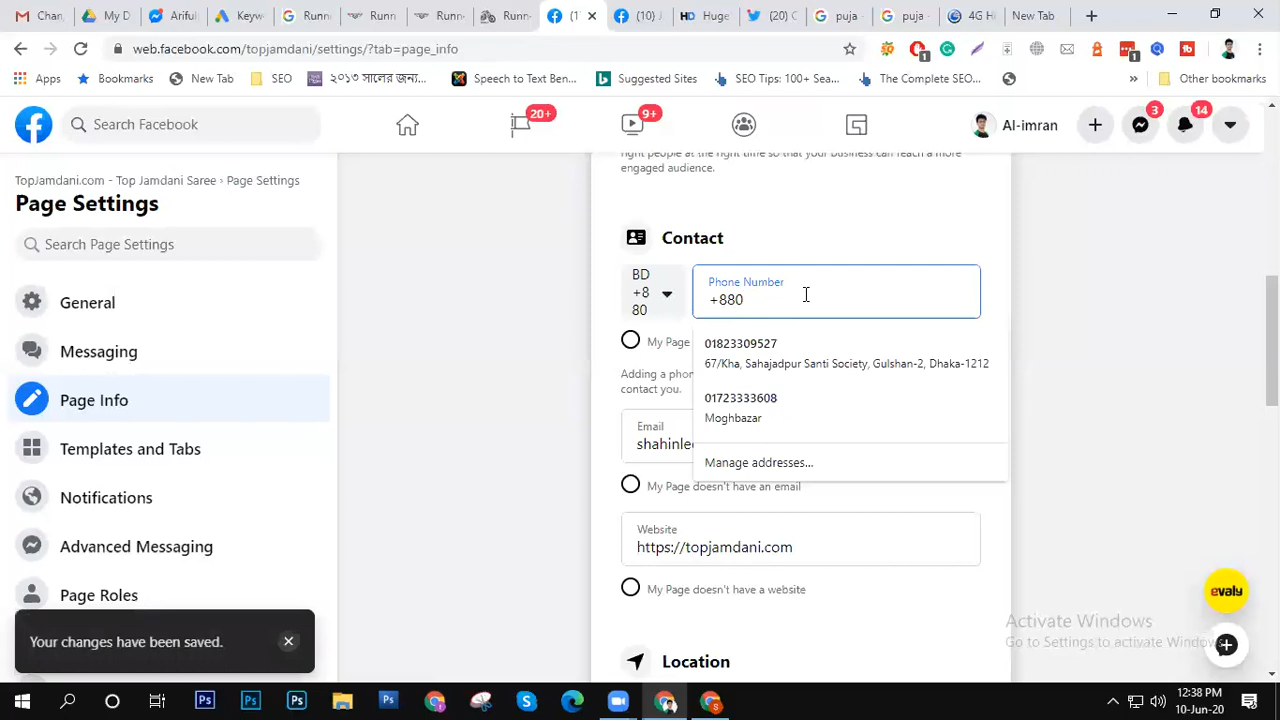 Chan
My D
Ariful
Keyw
Runn
Runn
Runn
Runn
(1
(10) J
Huge
(20) C
puja
puja
4G Hi
New Tab
web.facebook.com/topjamdani/settings/?tab=page_info
Apps
Bookmarks
New Tab
SEO
২০১৩ সালের জন্য...
Speech to Text Ben...
Suggested Sites
SEO Tips: 100+ Sea...
The Complete SEO...
Other bookmarks
Search Facebook
20+
9+
Al-imran
3
14
TopJamdani.com - Top Jamdani Saree › Page Settings
Page Settings
Search Page Settings
General
Messaging
Page Info
Templates and Tabs
Notifications
Advanced Messaging
Page Roles
Your changes have been saved.
right people at the right time so that your business can reach a more
engaged audience.
Contact
BD
+8
80
Phone Number
+880
01823309527
67/Kha, Sahajadpur Santi Society, Gulshan-2, Dhaka-1212
01723333608
Moghbazar
Manage addresses...
My Page
Adding a phon
contact you.
Email
shahinle
My Page doesn't have an email
Website
https://topjamdani.com
My Page doesn't have a website
Location
evaly
Activate Windows
Go to Settings to activate Windows
12:38 PM
10-Jun-20